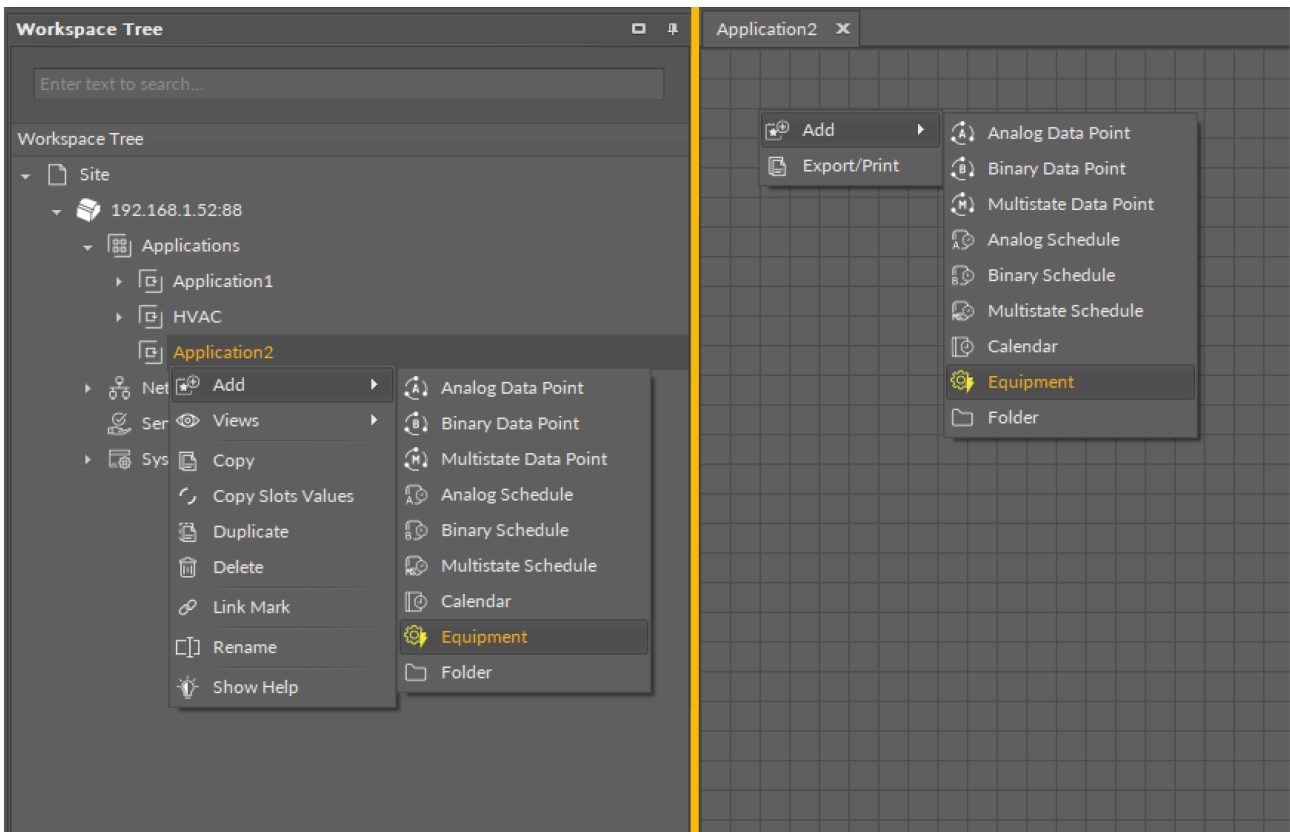 Workspace Tree
Enter text to search...
Workspace Tree
Site
192.168.1.52:88
Applications
Application1
HVAC
Application2
Net
Ser
Sys
Add
Views
Copy
Copy Slots Values
Duplicate
Delete
Link Mark
Rename
Show Help
Analog Data Point
Binary Data Point
Multistate Data Point
Analog Schedule
Binary Schedule
Multistate Schedule
Calendar
Equipment
Folder
Application2
Add
Export/Print
Analog Data Point
Binary Data Point
Multistate Data Point
Analog Schedule
Binary Schedule
Multistate Schedule
Calendar
Equipment
Folder